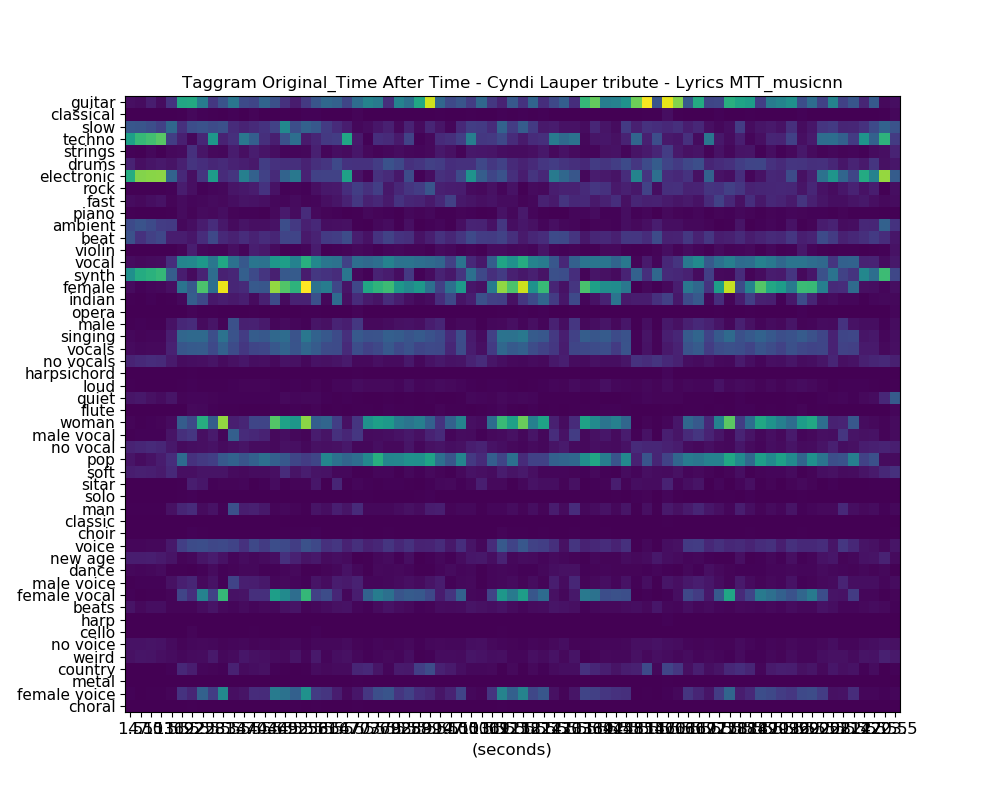 Taggram Original_Time After Time - Cyndi Lauper tribute - Lyrics MTT_musicnn
guitar
classical
slow
techno
strings
drums
electronic
rock
fast
piano
ambient
beat
violin
vocal
synth
female
indian
opera
male
singing
vocals
no vocals
harpsichord
loud
quiet
flute
woman
male vocal
no vocal
pop
soft
sitar
solo
man
classic
choir
voice
new age
dance
male voice
female vocal
beats
harp
cello
no voice
weird
country
metal
female voice
choral
(seconds)